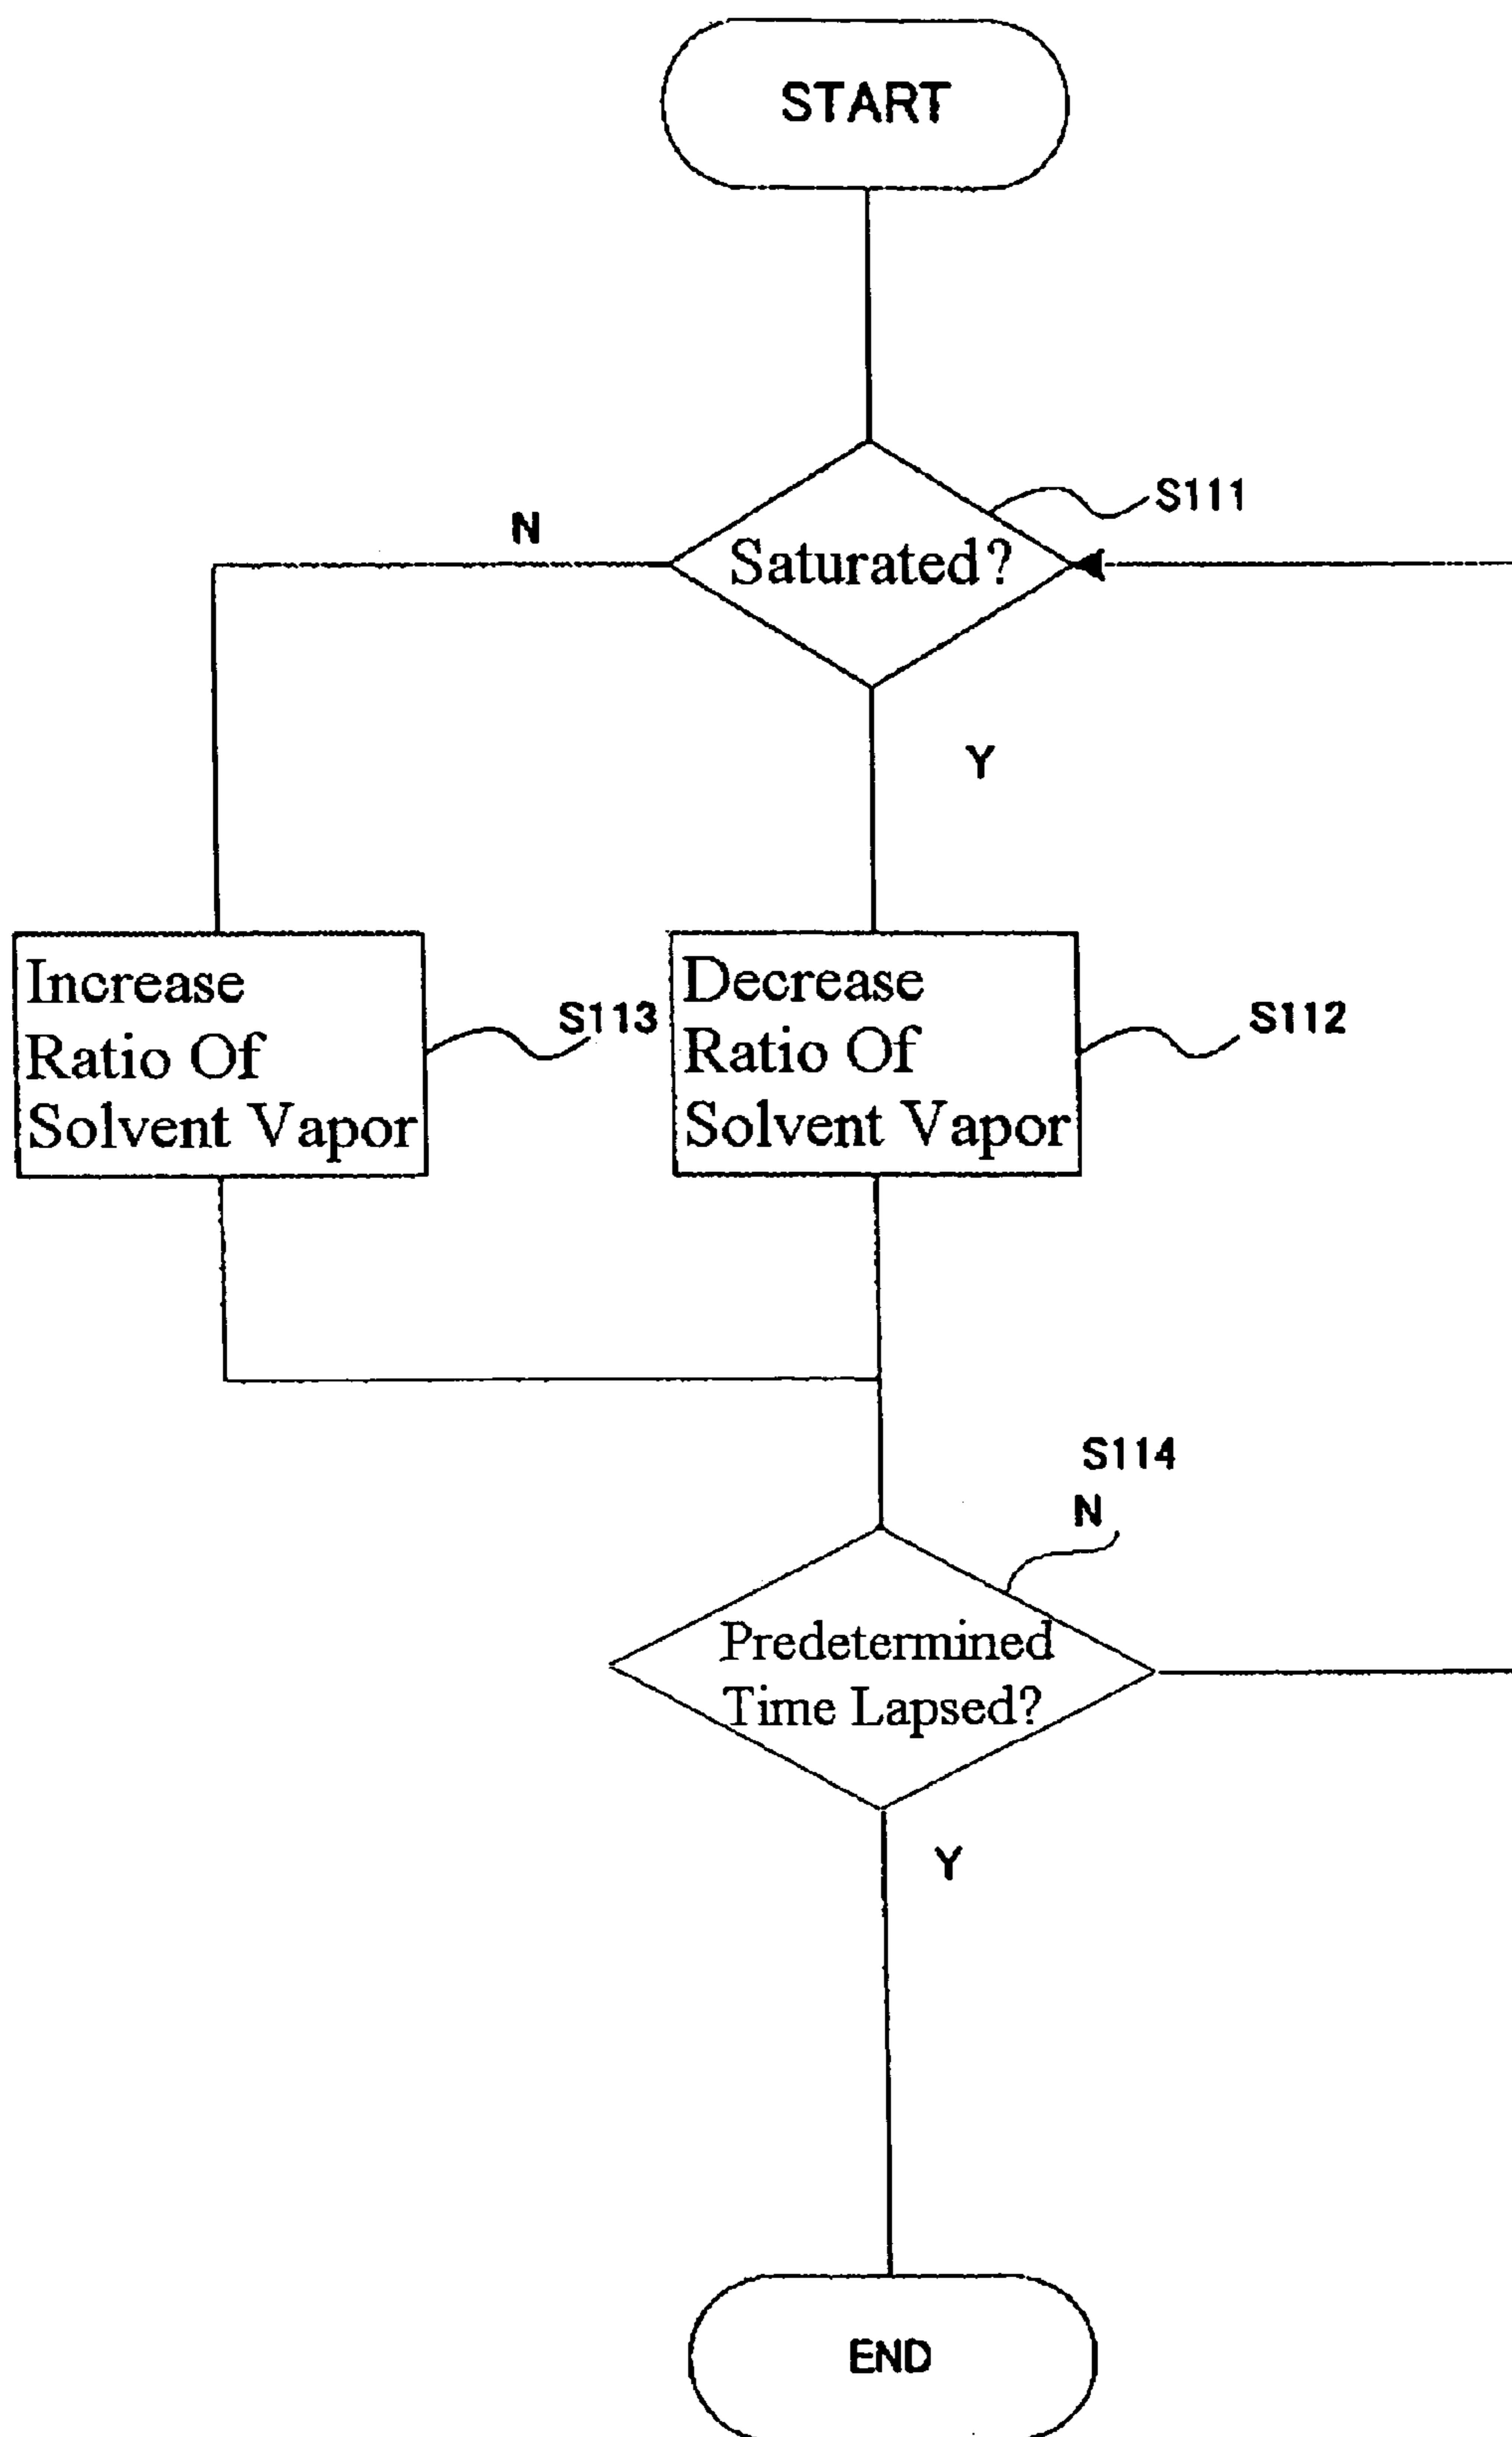 START
S111
N
Saturated?
Y
Increase
Ratio Of
Solvent Vapor
S113
Decrease
Ratio Of
Solvent Vapor
S112
S114
N
Predetermined
Time Lapsed?
Y
END